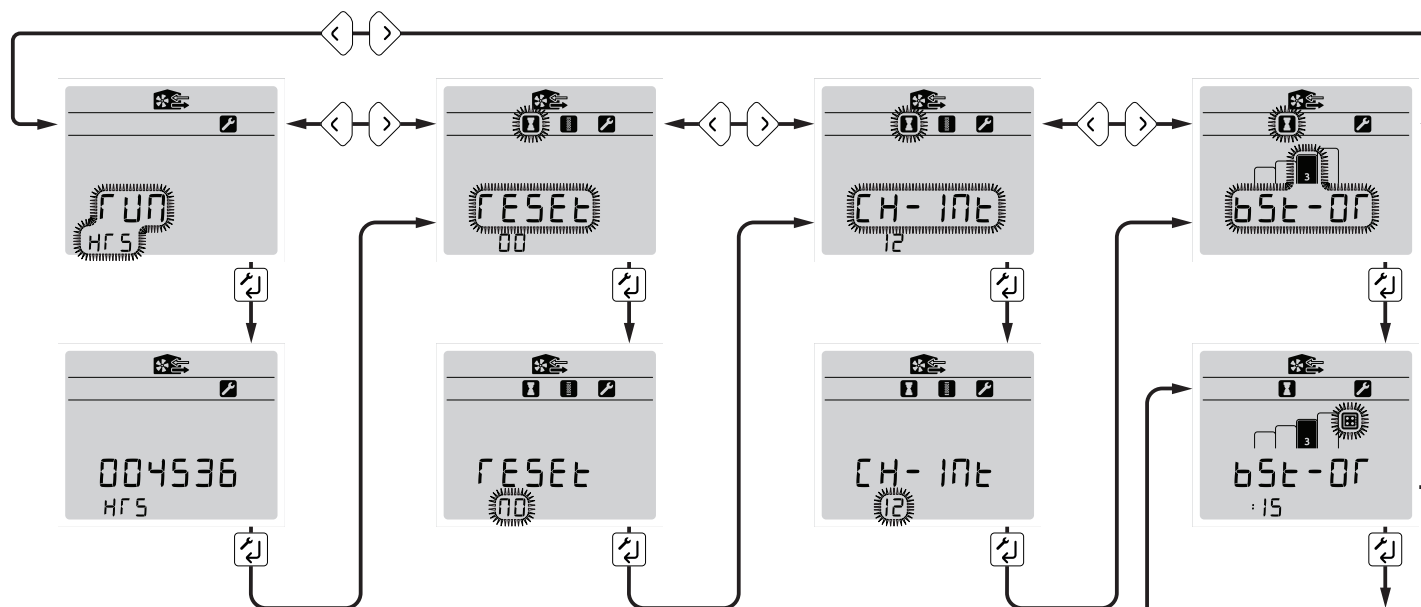 rUn
HrS
rESEt
no
CH-Int
12
3
bSt-Or
004536
HrS
rESEt
no
CH-Int
12
3
bSt-Or
:15